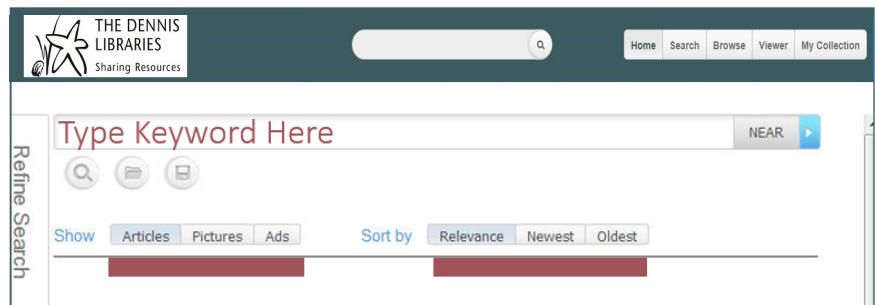 THE DENNIS
LIBRARIES
Sharing Resources
Home Search Browse Viewer My Collection
Type Keyword Here
NEAR
Refine Search
Show Articles Pictures Ads Sort by Relevance Newest Oldest